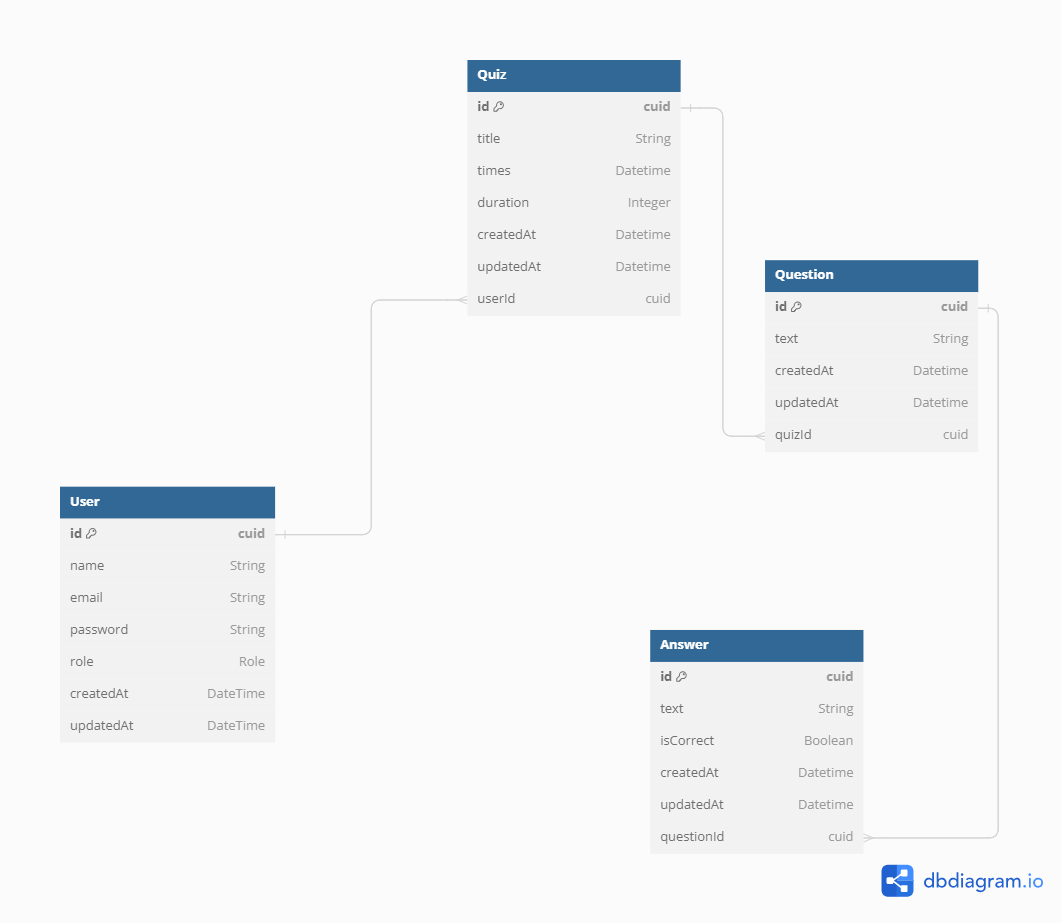 Quiz
id cuid
title String
times Datetime
duration Integer
createdAt Datetime
updatedAt Datetime
userId cuid
Question
id cuid
text String
createdAt Datetime
updatedAt Datetime
quizId cuid
User
id cuid
name String
email String
password String
role Role
createdAt DateTime
updatedAt DateTime
Answer
id cuid
text String
isCorrect Boolean
createdAt Datetime
updatedAt Datetime
questionId cuid
dbdiagram.io